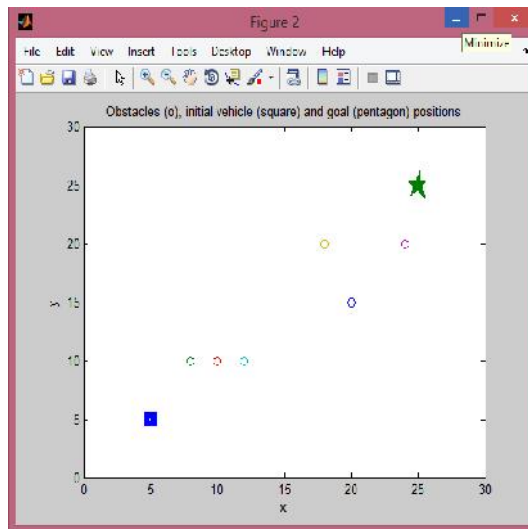 Figure 2
File Edit View Insert Tools Desktop Window Help
Minimize
Obstacles (o), initial vehicle (square) and goal (pentagon) positions
30
25
20
15
10
5
0
y
0 5 10 15 20 25 30
x